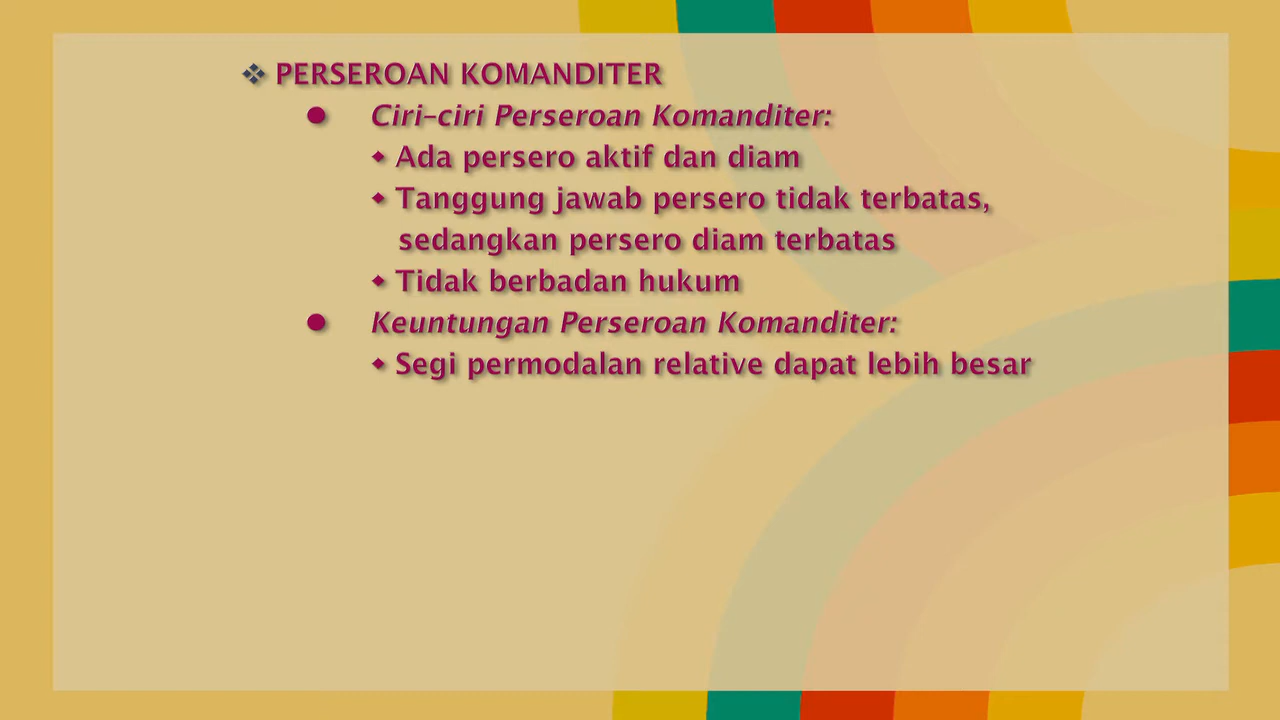 ❖ PERSEROAN KOMANDITER
● Ciri-ciri Perseroan Komanditer:
◆ Ada persero aktif dan diam
◆ Tanggung jawab persero tidak terbatas,
sedangkan persero diam terbatas
◆ Tidak berbadan hukum
● Keuntungan Perseroan Komanditer:
◆ Segi permodalan relative dapat lebih besar